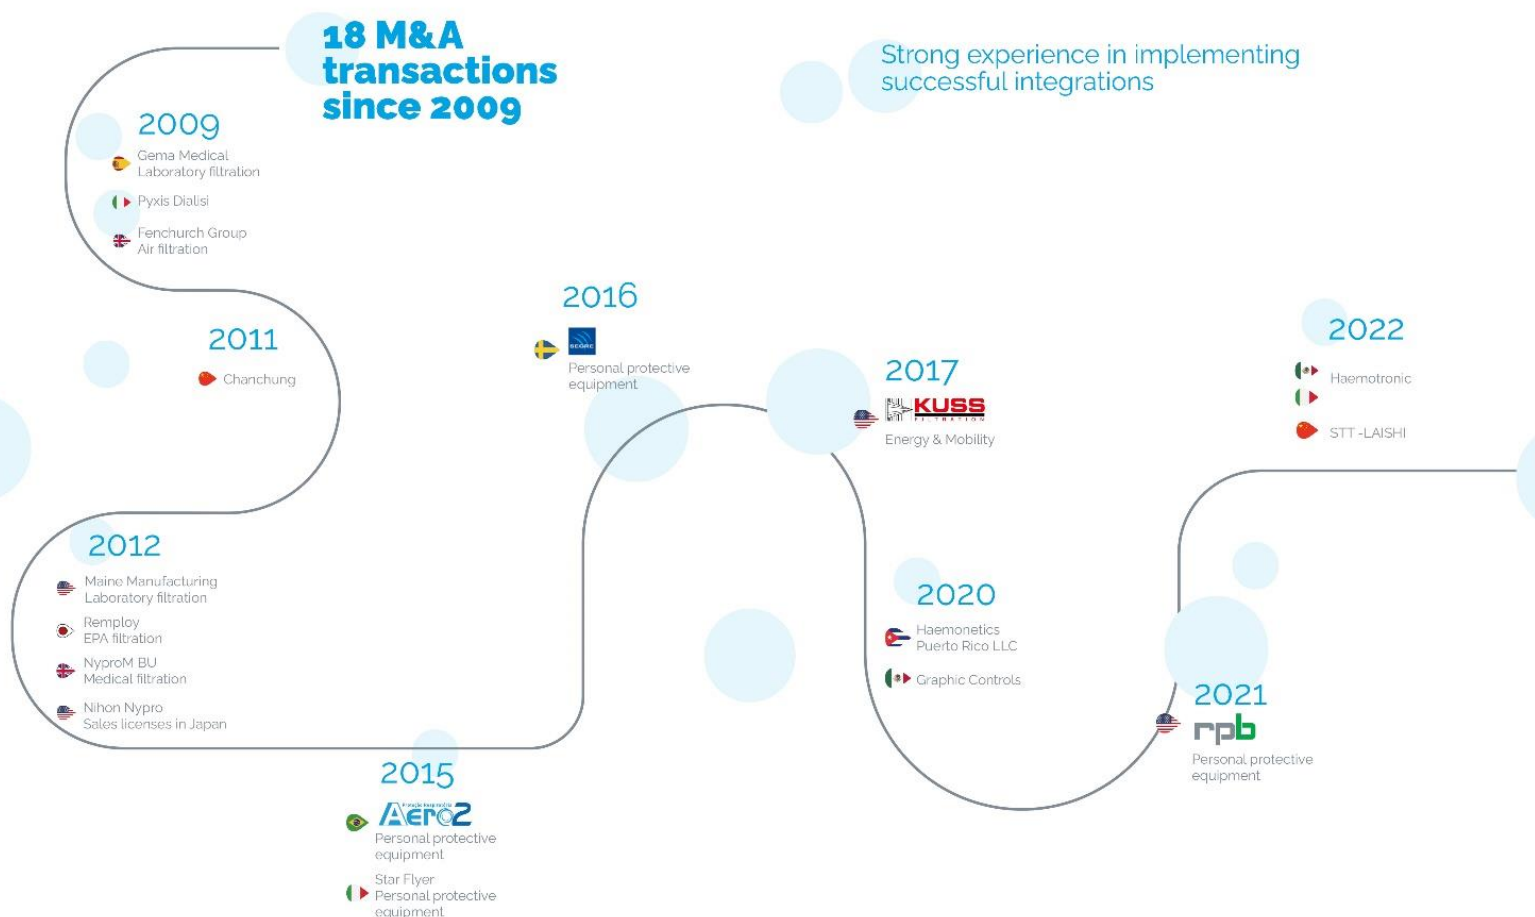 18 M&A
transactions
since 2009
Strong experience in implementing
successful integrations
2009
Gema Medical
Laboratory filtration
Pyxis Dialisi
Fenchurch Group
Air filtration
2011
Chanchung
2012
Maine Manufacturing
Laboratory filtration
Remploy
EPA filtration
NyproM BU
Medical filtration
Nihon Nypro
Sales licenses in Japan
2015
Proteção Respiratória
Aero2
Personal protective
equipment
Star Flyer
Personal protective
equipment
2016
Personal protective
equipment
2017
KUSS
FILTRATION
Energy & Mobility
2020
Haemonetics
Puerto Rico LLC
Graphic Controls
2021
rpb
Personal protective
equipment
2022
Haemotronic
STT -LAISHI